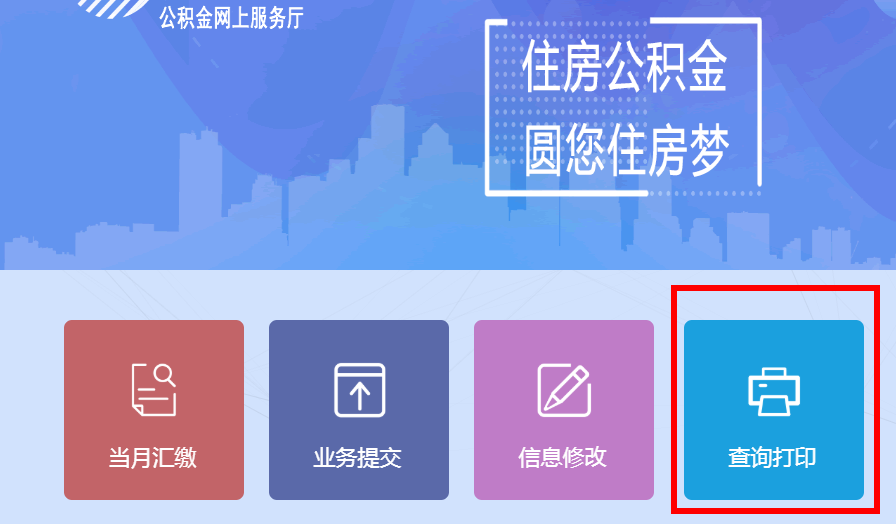 公积金网上服务厅
住房公积金
圆您住房梦
当月汇缴
业务提交
信息修改
查询打印